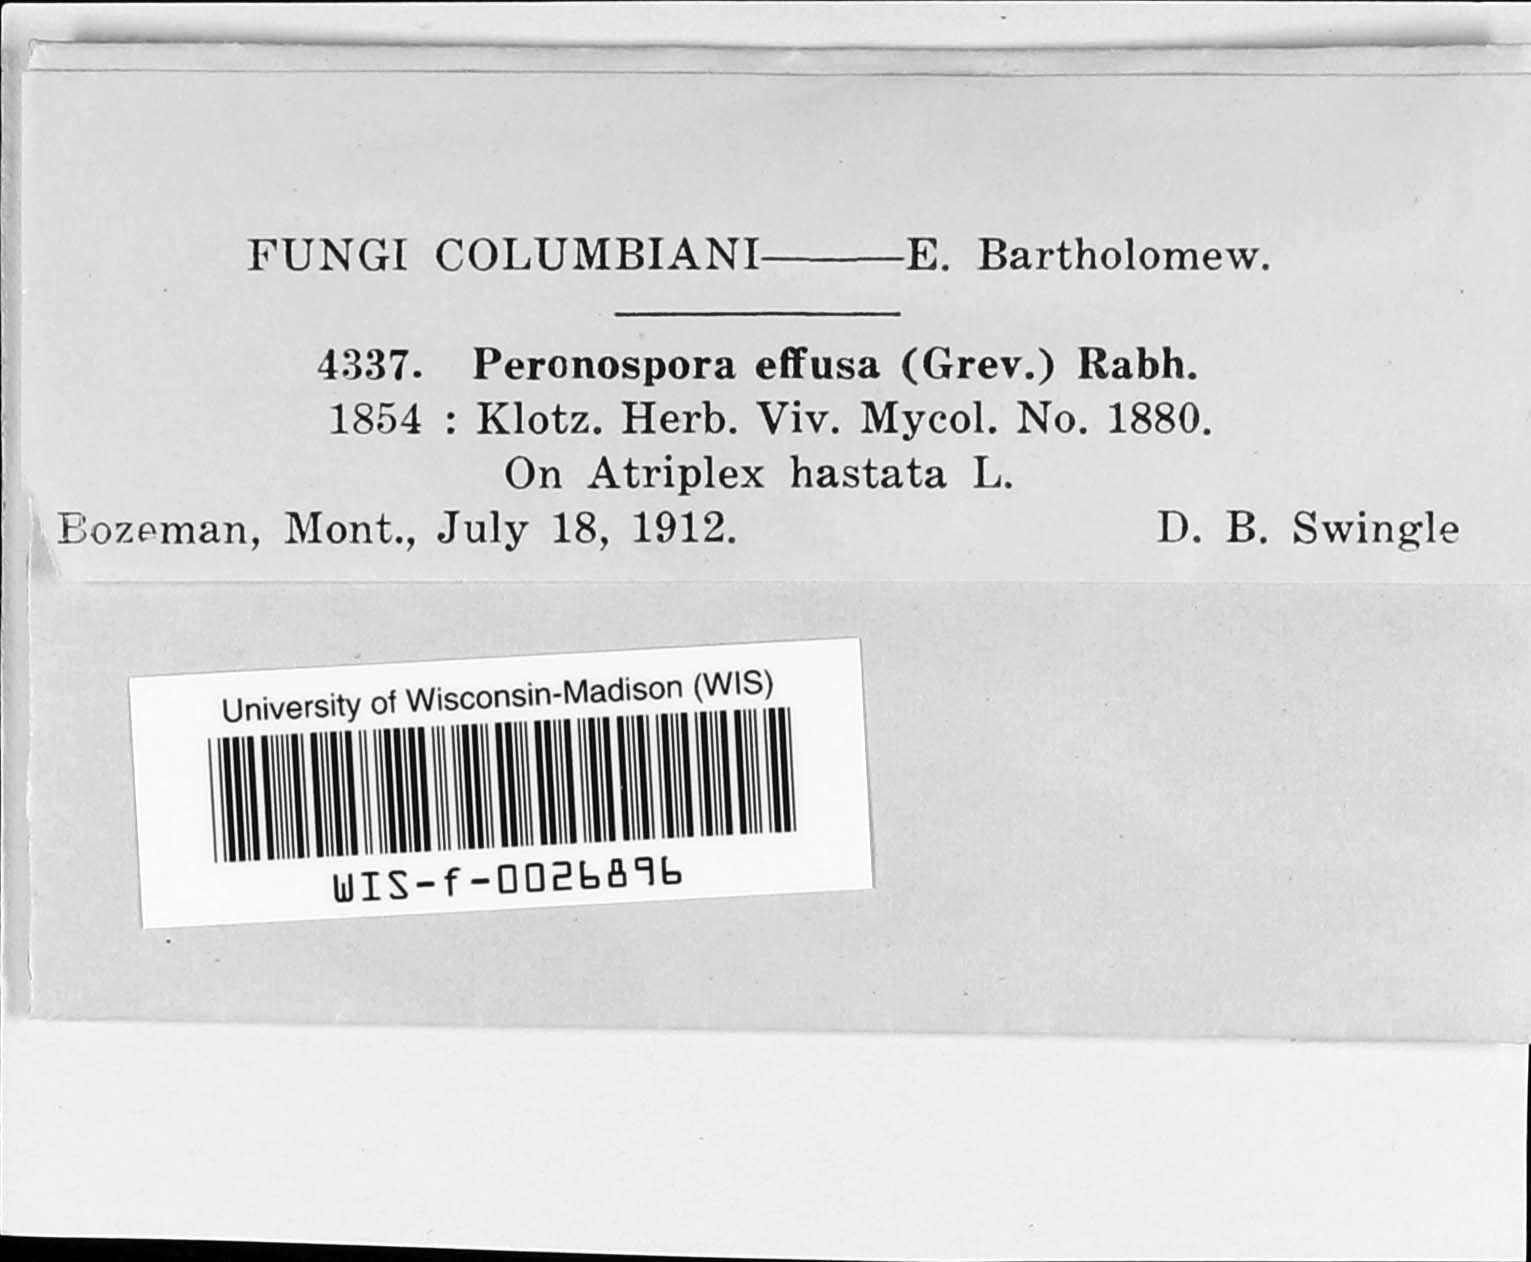 FUNGI COLUMBIANI———E. Bartholomew.
4337. Peronospora effusa (Grev.) Rabh.
1854 : Klotz. Herb. Viv. Mycol. No. 1880.
On Atriplex hastata L.
Bozeman, Mont., July 18, 1912. D. B. Swingle
University of Wisconsin-Madison (WIS)
WIS-f-0026896